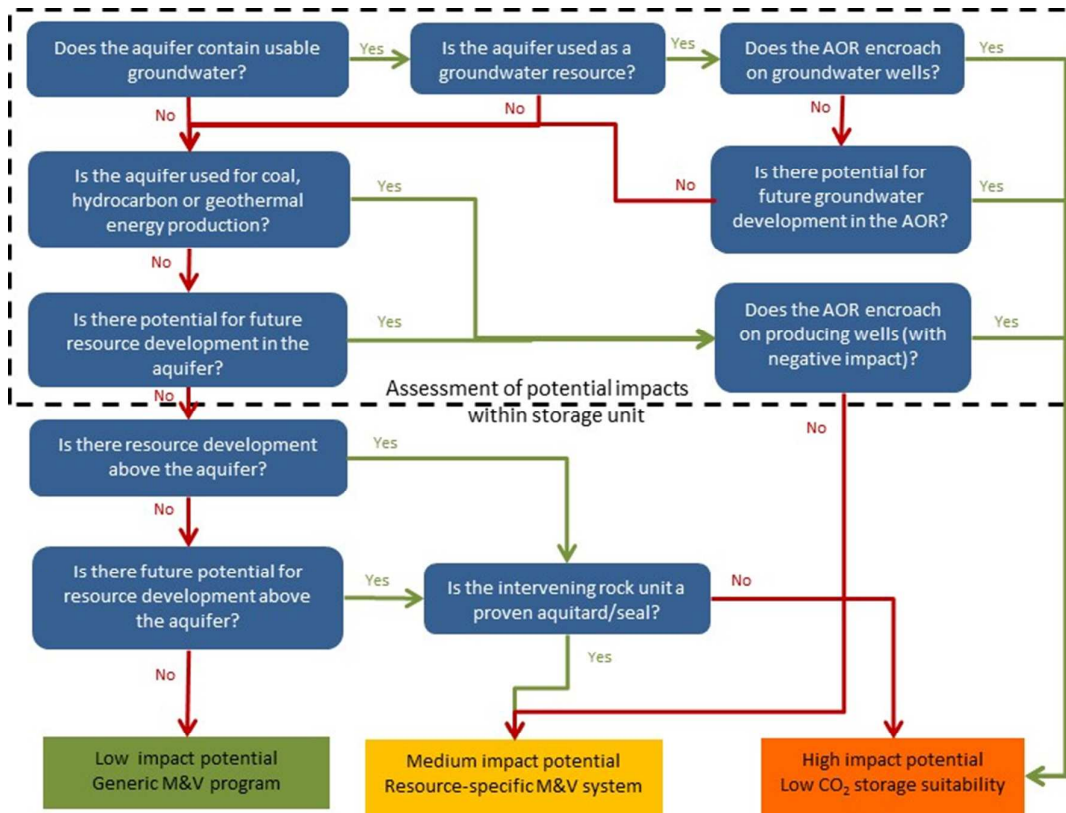 Does the aquifer contain usable
groundwater?
Yes
Is the aquifer used as a
groundwater resource?
Yes
Does the AOR encroach
on groundwater wells?
Yes
No
No
No
Is the aquifer used for coal,
hydrocarbon or geothermal
energy production?
Yes
No
Is there potential for
future groundwater
development in the AOR?
Yes
No
Is there potential for future
resource development in the
aquifer?
Yes
Does the AOR encroach
on producing wells (with
negative impact)?
Yes
No
Assessment of potential impacts
within storage unit
No
Is there resource development
above the aquifer?
Yes
No
Is there future potential for
resource development above
the aquifer?
Yes
Is the intervening rock unit a
proven aquitard/seal?
No
Yes
No
Low impact potential
Generic M&V program
Medium impact potential
Resource-specific M&V system
High impact potential
Low CO₂ storage suitability